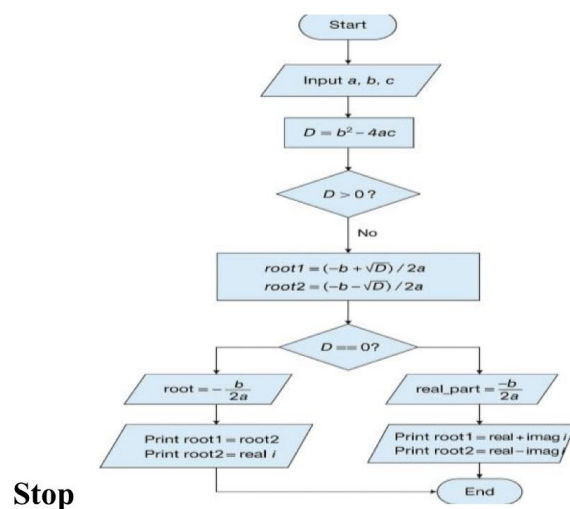 Start
Input a, b, c
D = b² − 4ac
D > 0 ?
No
root1 = (−b + √D) / 2a
root2 = (−b − √D) / 2a
D == 0?
root = − b/2a
real_part = −b/2a
Print root1 = root2
Print root2 = real i
Print root1 = real + imag i
Print root2 = real − imag i
End
Stop